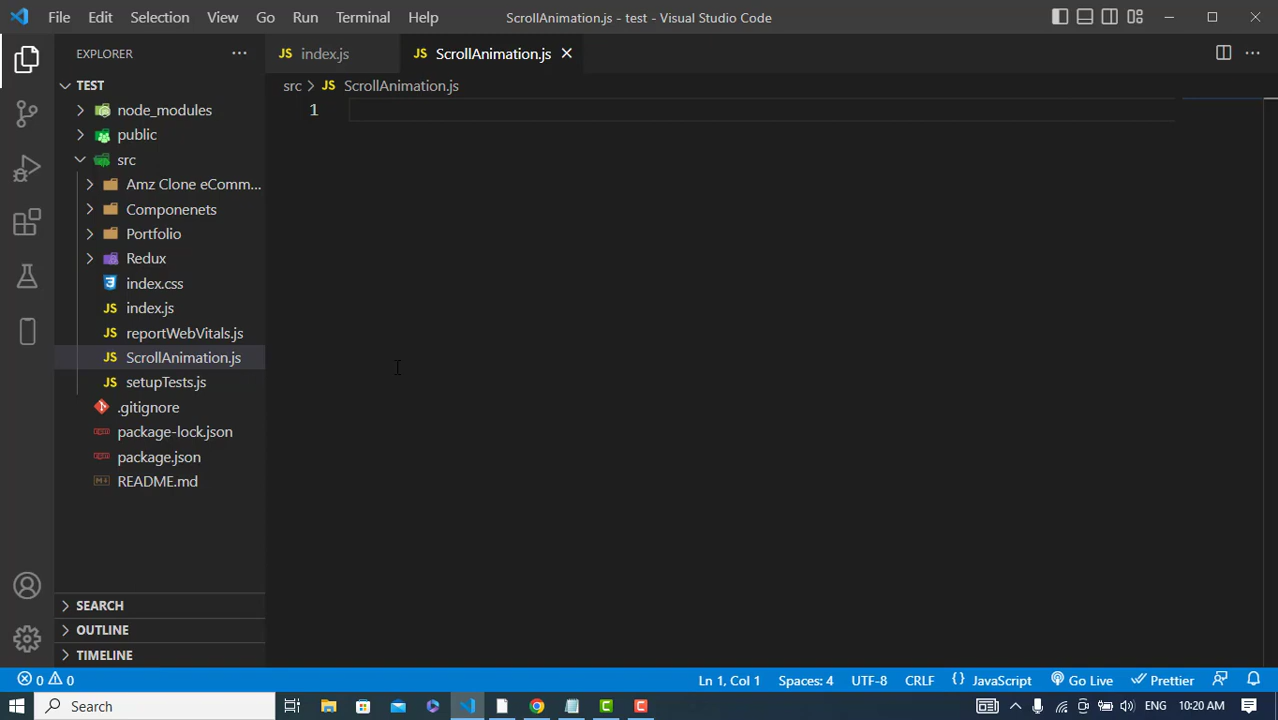 File Edit Selection View Go Run Terminal Help ScrollAnimation.js - test - Visual Studio Code
EXPLORER
JS index.js JS ScrollAnimation.js
TEST
src JS ScrollAnimation.js
node_modules
1
public
src
Amz Clone eComm...
Componenets
Portfolio
Redux
index.css
JS index.js
JS reportWebVitals.js
JS ScrollAnimation.js
JS setupTests.js
.gitignore
package-lock.json
package.json
README.md
SEARCH
OUTLINE
TIMELINE
0 0 Ln 1, Col 1 Spaces: 4 UTF-8 CRLF {} JavaScript Go Live Prettier
Search ENG 10:20 AM